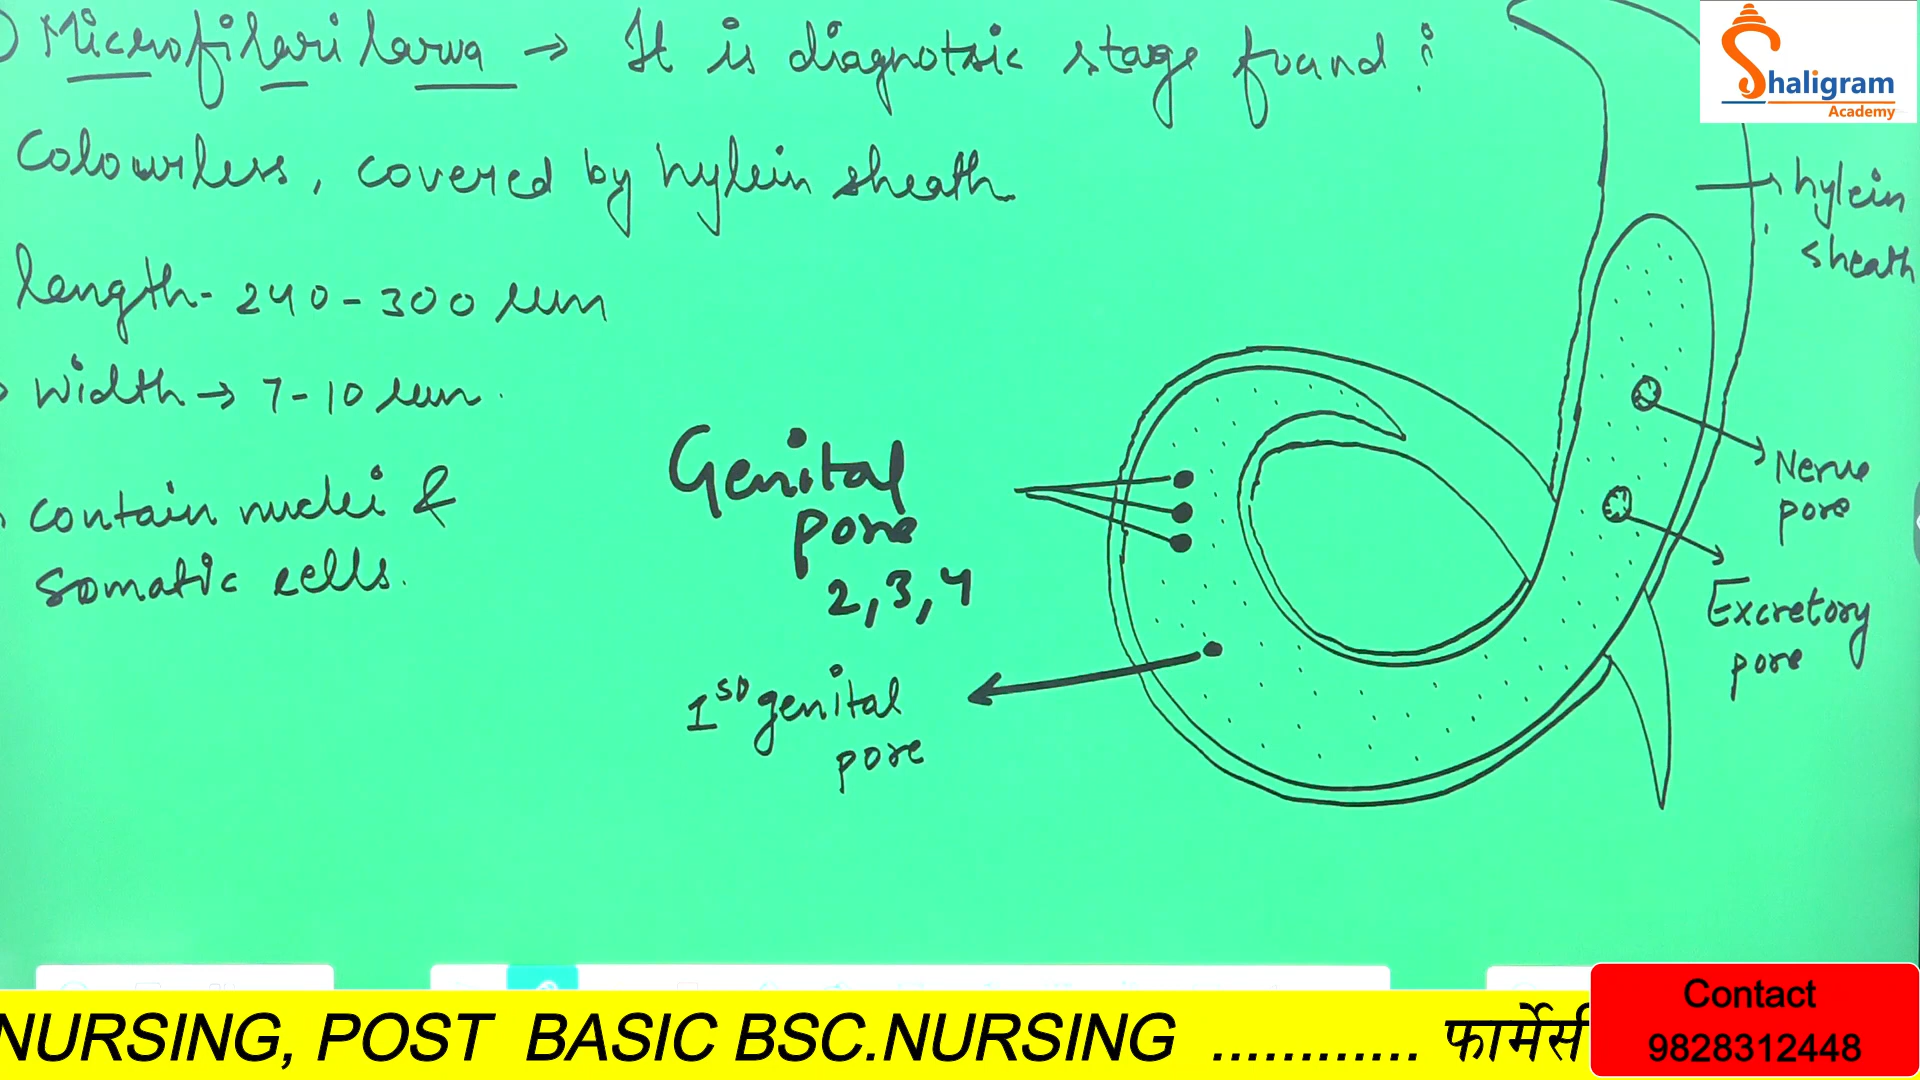 Microfilari larva → It is diagnotsic stage found :
Colourless, covered by hylein sheath
length - 240 - 300 um
width → 7-10 um
contain nuclei &
somatic cells.
Genital
pore
2, 3, 4
1st genital
pore
hylein
sheath
Nerve
pore
Excretory
pore
Shaligram
Academy
NURSING, POST BASIC BSC.NURSING ............ फार्मेसी
Contact
9828312448